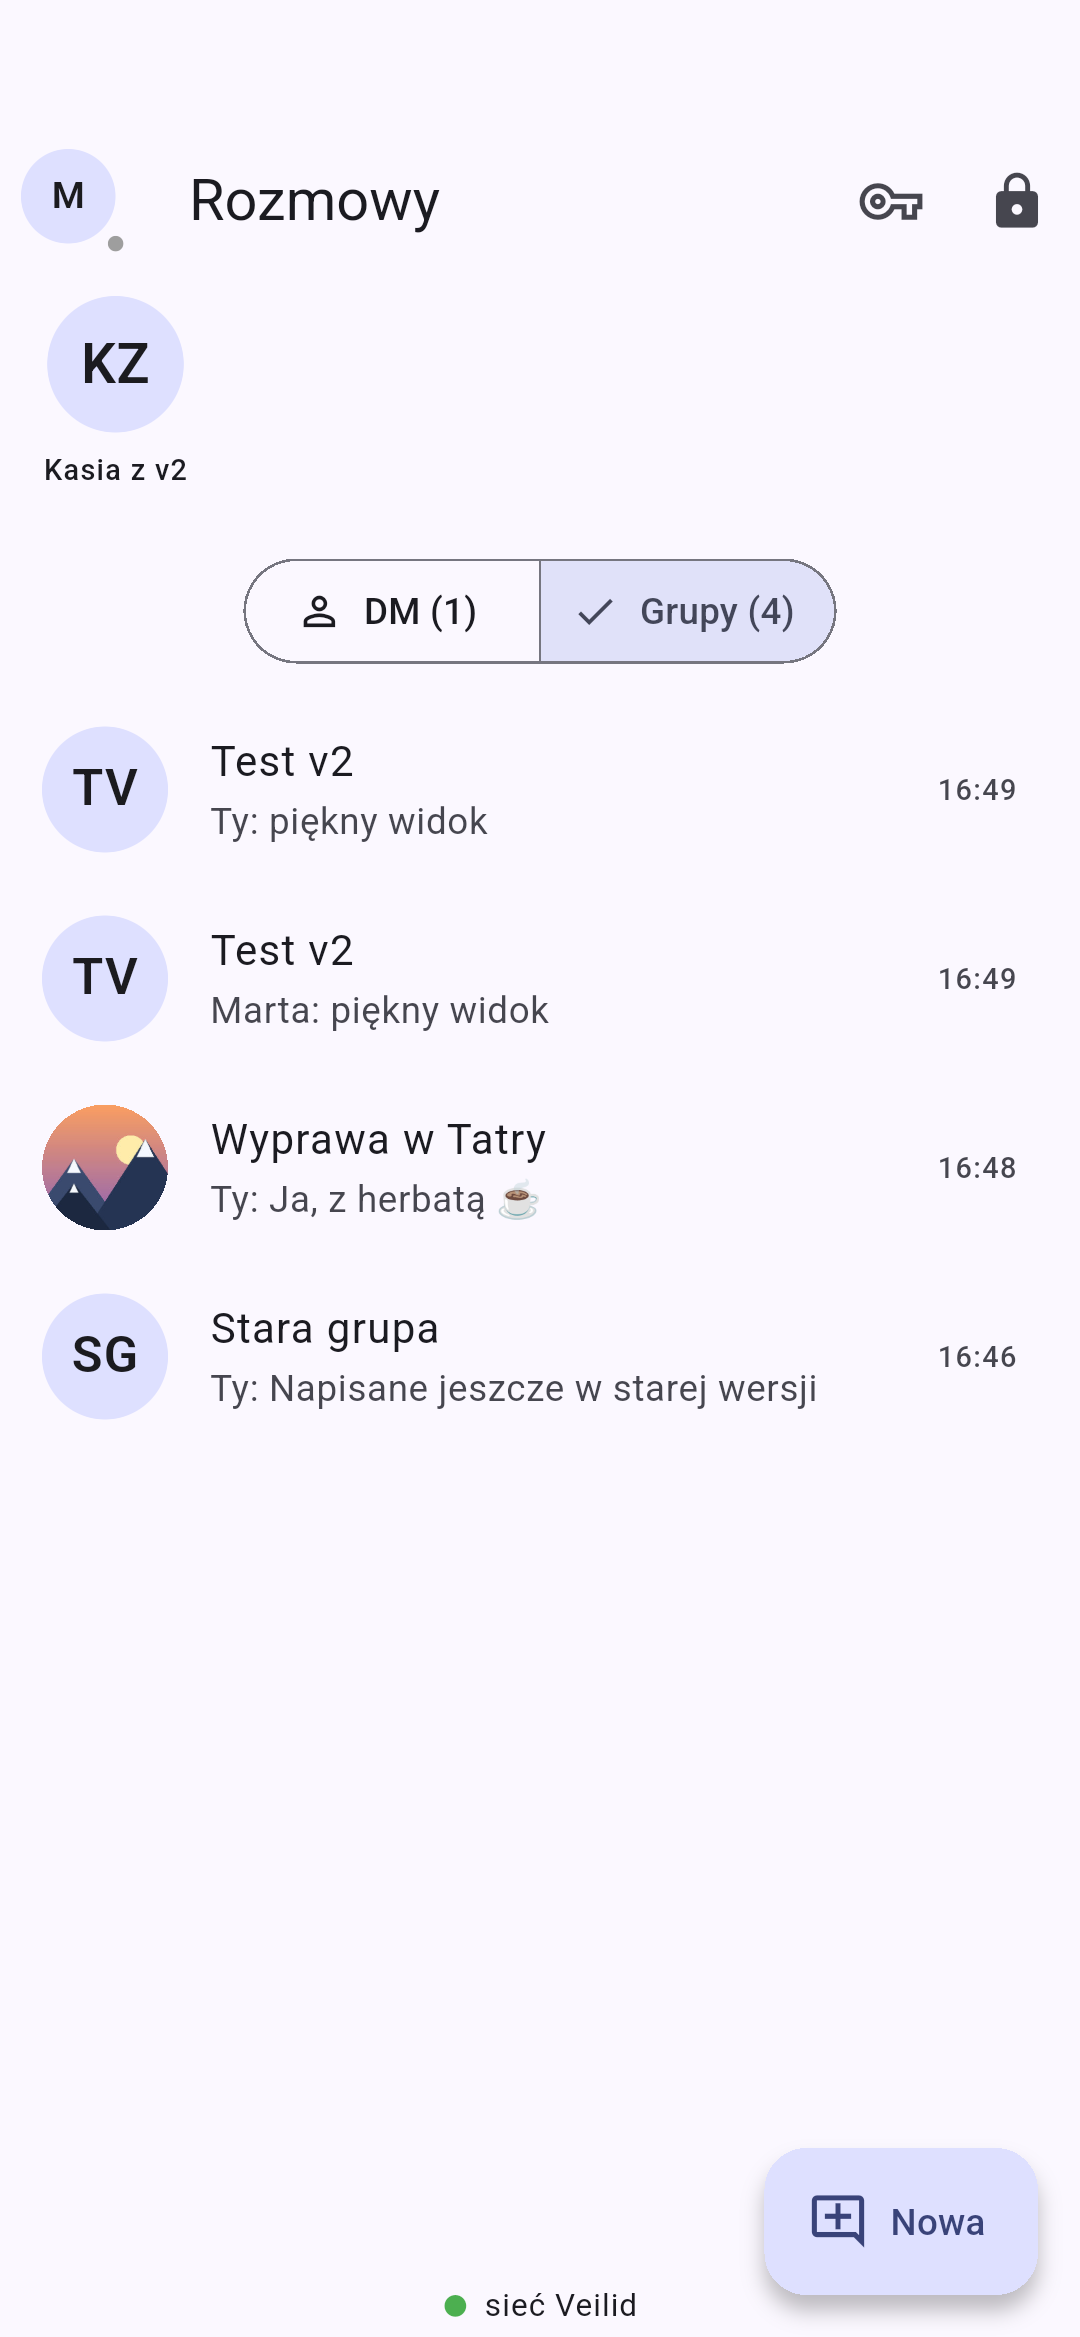 M
Rozmowy
KZ
Kasia z v2
DM (1)
Grupy (4)
TV
Test v2
Ty: piękny widok
16:49
TV
Test v2
Marta: piękny widok
16:49
Wyprawa w Tatry
Ty: Ja, z herbatą ☕
16:48
SG
Stara grupa
Ty: Napisane jeszcze w starej wersji
16:46
Nowa
sieć Veilid